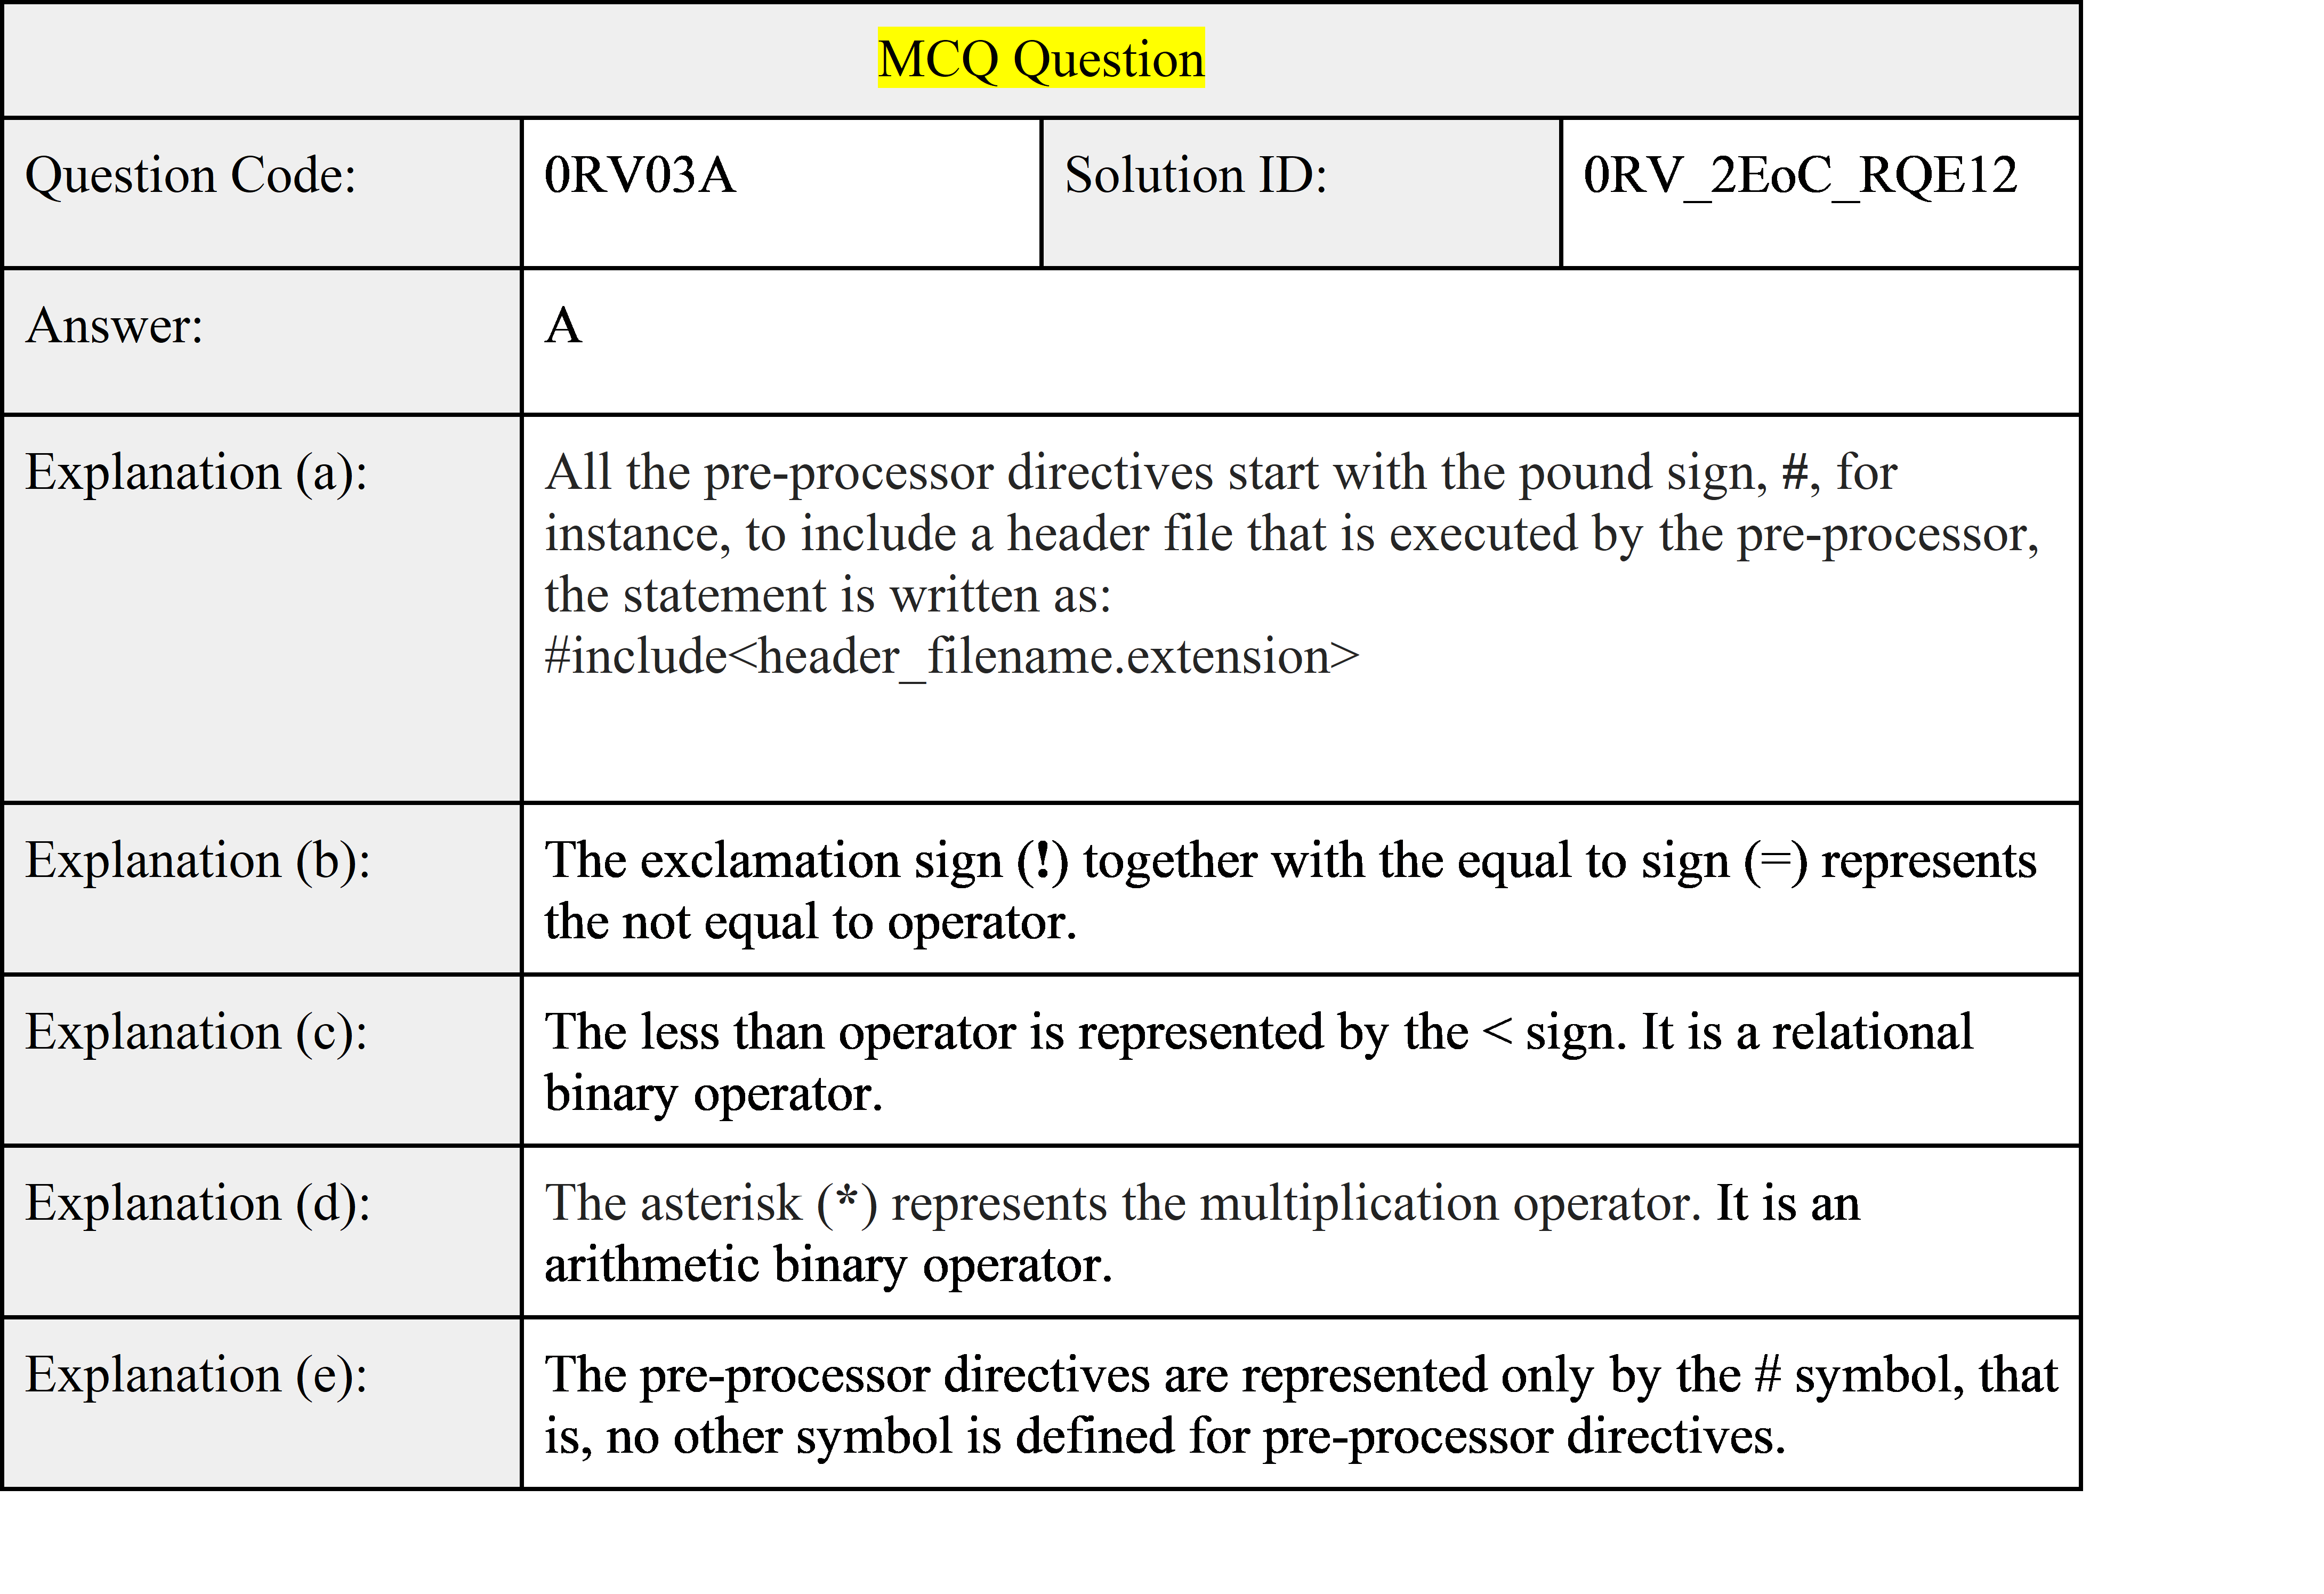 MCQ Question
Question Code: 0RV03A Solution ID: 0RV_2EoC_RQE12
Answer: A
Explanation (a): All the pre-processor directives start with the pound sign, #, for
instance, to include a header file that is executed by the pre-processor,
the statement is written as:
#include<header_filename.extension>
Explanation (b): The exclamation sign (!) together with the equal to sign (=) represents
the not equal to operator.
Explanation (c): The less than operator is represented by the < sign. It is a relational
binary operator.
Explanation (d): The asterisk (*) represents the multiplication operator. It is an
arithmetic binary operator.
Explanation (e): The pre-processor directives are represented only by the # symbol, that
is, no other symbol is defined for pre-processor directives.